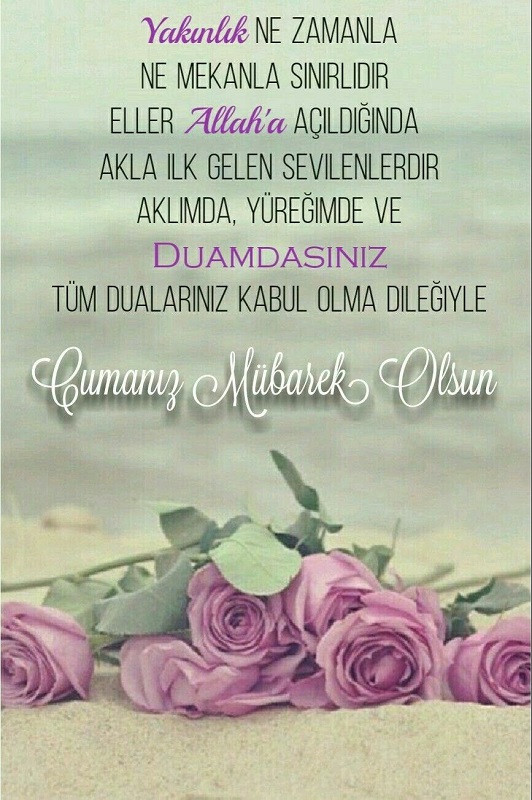 Yakınlık NE ZAMANLA
NE MEKANLA SINIRLIDIR
ELLER Allah'a AÇILDIĞINDA
AKLA ILK GELEN SEVILENLERDIR
AKLIMDA, YÜREĞIMDE VE
DUAMDASINIZ
TÜM DUALARINIZ KABUL OLMA DILEĞIYLE
Cumanız Mübarek Olsun